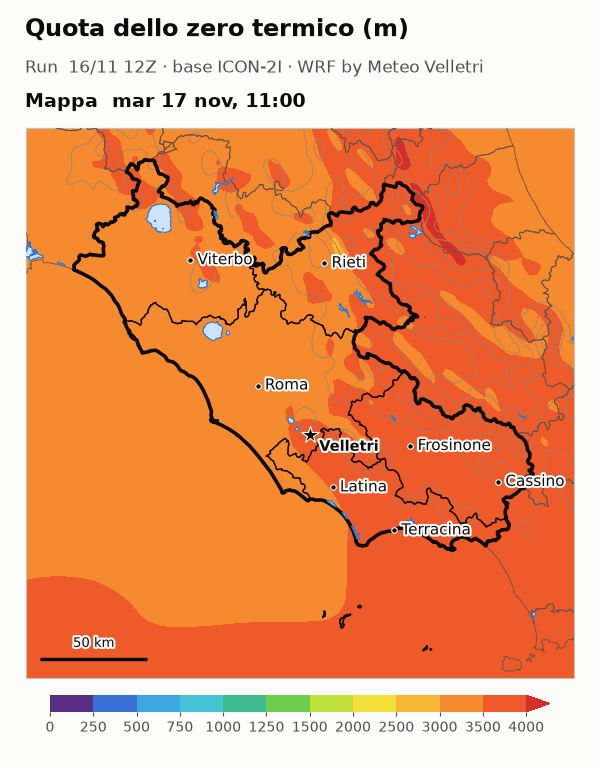 Quota dello zero termico (m)
Run 16/11 12Z · base ICON-2I · WRF by Meteo Velletri
Mappa mar 17 nov, 11:00
Viterbo
Rieti
Roma
Velletri
Frosinone
Cassino
Latina
Terracina
50 km
0 250 500 750 1000 1250 1500 2000 2500 3000 3500 4000